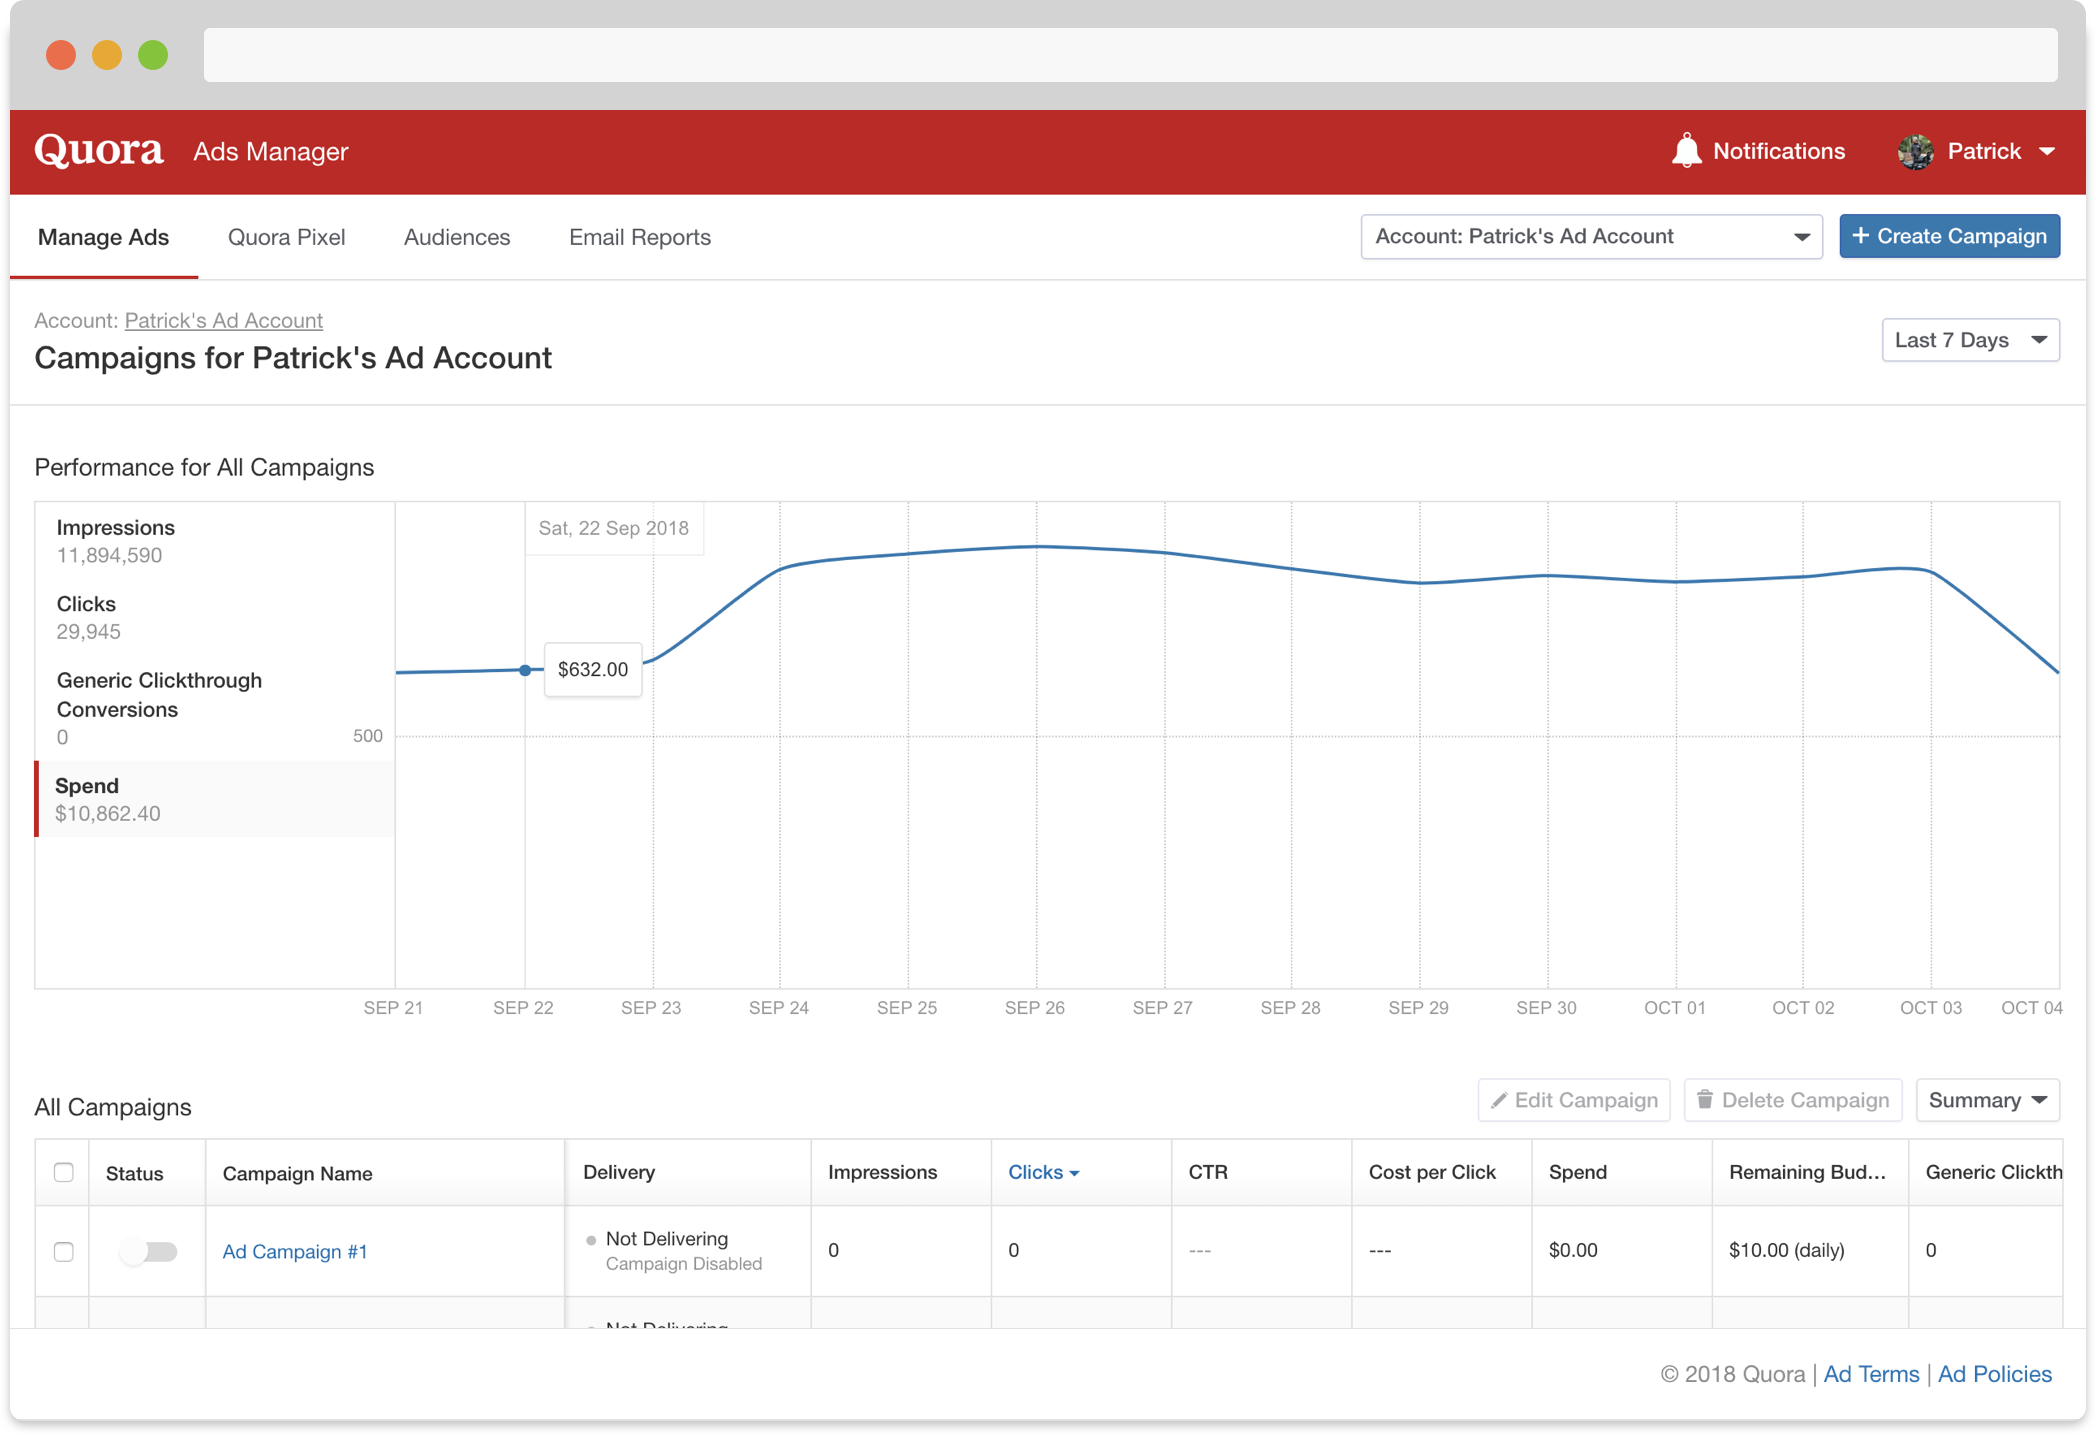 Quora Ads Manager Notifications Patrick
Manage Ads Quora Pixel Audiences Email Reports Account: Patrick's Ad Account + Create Campaign
Account: Patrick's Ad Account
Campaigns for Patrick's Ad Account
Last 7 Days
Performance for All Campaigns
Impressions
11,894,590
Clicks
29,945
Generic Clickthrough
Conversions
0
Spend
$10,862.40
Sat, 22 Sep 2018
$632.00
500
SEP 21 SEP 22 SEP 23 SEP 24 SEP 25 SEP 26 SEP 27 SEP 28 SEP 29 SEP 30 OCT 01 OCT 02 OCT 03 OCT 04
All Campaigns Edit Campaign Delete Campaign Summary
Status Campaign Name Delivery Impressions Clicks CTR Cost per Click Spend Remaining Bud... Generic Clickth
Ad Campaign #1 Not Delivering 0 0 --- --- $0.00 $10.00 (daily) 0
Campaign Disabled
Not Delivering
© 2018 Quora | Ad Terms | Ad Policies